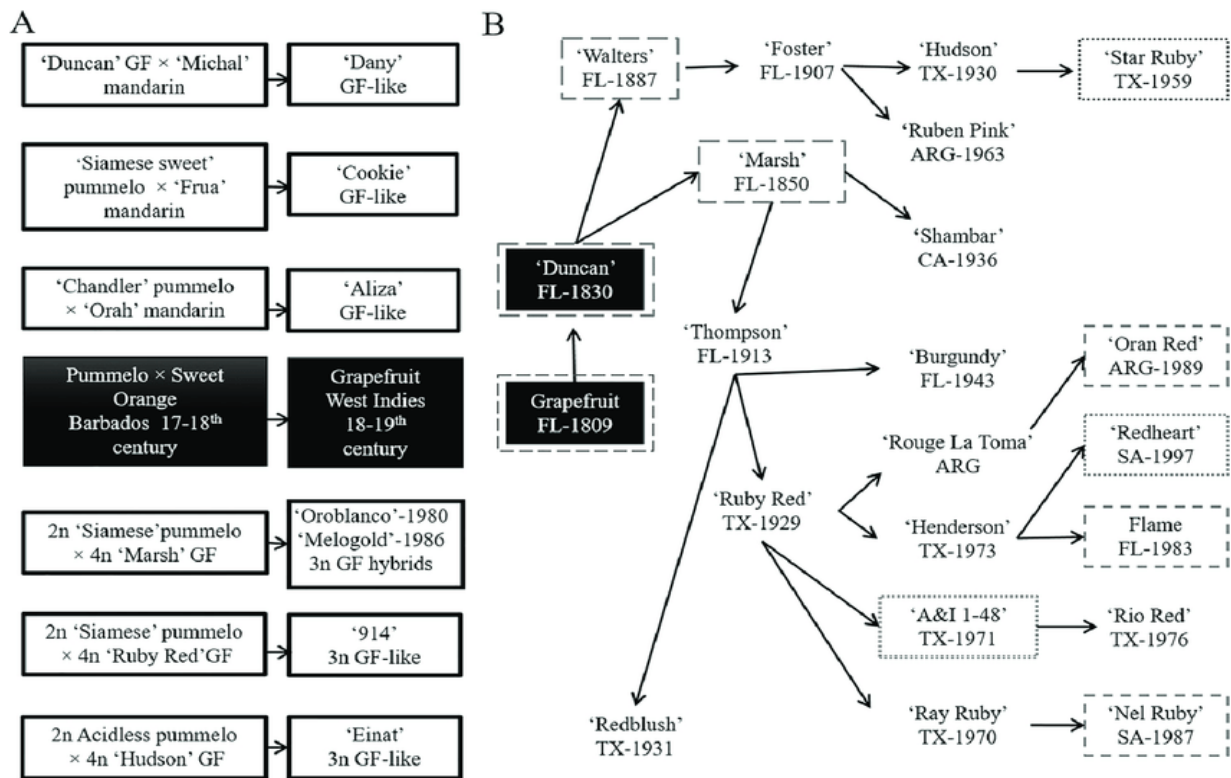 A
'Duncan' GF × 'Michal'
mandarin
'Dany'
GF-like
'Siamese sweet'
pummelo × 'Frua'
mandarin
'Cookie'
GF-like
'Chandler' pummelo
× 'Orah' mandarin
'Aliza'
GF-like
Pummelo × Sweet
Orange
Barbados 17-18th
century
Grapefruit
West Indies
18-19th
century
2n 'Siamese'pummelo
× 4n 'Marsh' GF
'Oroblanco'-1980
'Melogold'-1986
3n GF hybrids
2n 'Siamese' pummelo
× 4n 'Ruby Red'GF
'914'
3n GF-like
2n Acidless pummelo
× 4n 'Hudson' GF
'Einat'
3n GF-like
B
'Walters'
FL-1887
'Foster'
FL-1907
'Hudson'
TX-1930
'Star Ruby'
TX-1959
'Ruben Pink'
ARG-1963
'Marsh'
FL-1850
'Shambar'
CA-1936
'Duncan'
FL-1830
Grapefruit
FL-1809
'Thompson'
FL-1913
'Burgundy'
FL-1943
'Oran Red'
ARG-1989
'Rouge La Toma'
ARG
'Redheart'
SA-1997
'Ruby Red'
TX-1929
'Henderson'
TX-1973
Flame
FL-1983
'A&I 1-48'
TX-1971
'Rio Red'
TX-1976
'Redblush'
TX-1931
'Ray Ruby'
TX-1970
'Nel Ruby'
SA-1987